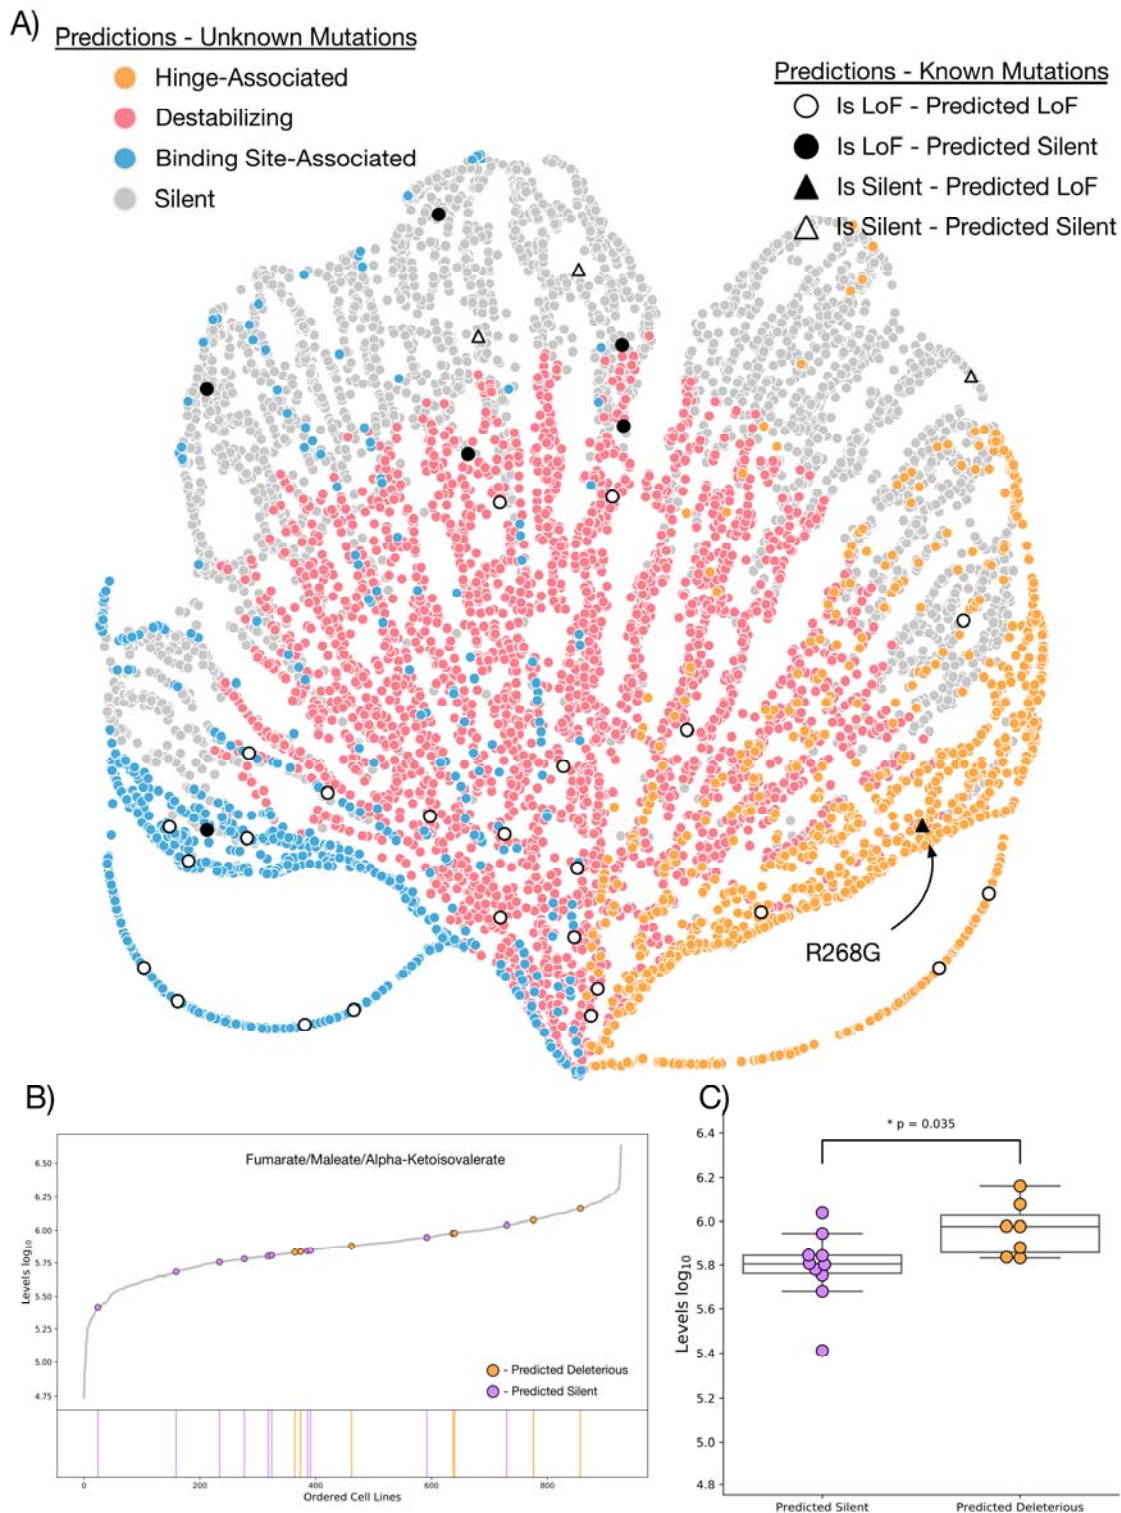 A)
Predictions - Unknown Mutations
Hinge-Associated
Destabilizing
Binding Site-Associated
Silent
Predictions - Known Mutations
Is LoF - Predicted LoF
Is LoF - Predicted Silent
Is Silent - Predicted LoF
Is Silent - Predicted Silent
R268G
B)
Fumarate/Maleate/Alpha-Ketoisovalerate
Levels log10
6.50
6.25
6.00
5.75
5.50
5.25
5.00
4.75
- Predicted Deleterious
- Predicted Silent
0
200
400
600
800
Ordered Cell Lines
C)
* p = 0.035
Levels log10
6.4
6.2
6.0
5.8
5.6
5.4
5.2
5.0
4.8
Predicted Silent
Predicted Deleterious